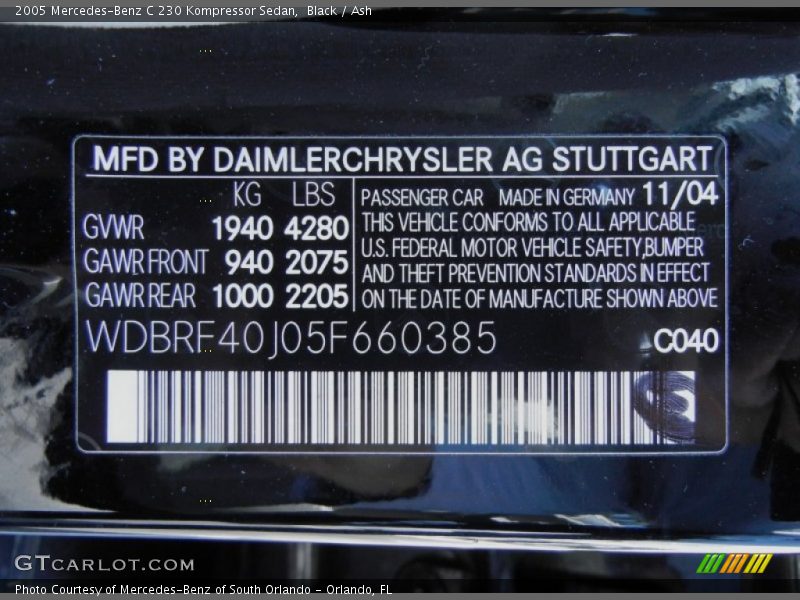 2005 Mercedes-Benz C 230 Kompressor Sedan,  Black / Ash
MFD BY DAIMLERCHRYSLER AG STUTTGART
KG LBS
GVWR 1940 4280
GAWR FRONT 940 2075
GAWR REAR 1000 2205
PASSENGER CAR MADE IN GERMANY 11/04
THIS VEHICLE CONFORMS TO ALL APPLICABLE
U.S. FEDERAL MOTOR VEHICLE SAFETY,BUMPER
AND THEFT PREVENTION STANDARDS IN EFFECT
ON THE DATE OF MANUFACTURE SHOWN ABOVE
WDBRF40J05F660385 C040
GTCARLOT.COM
Photo Courtesy of Mercedes-Benz of South Orlando - Orlando, FL